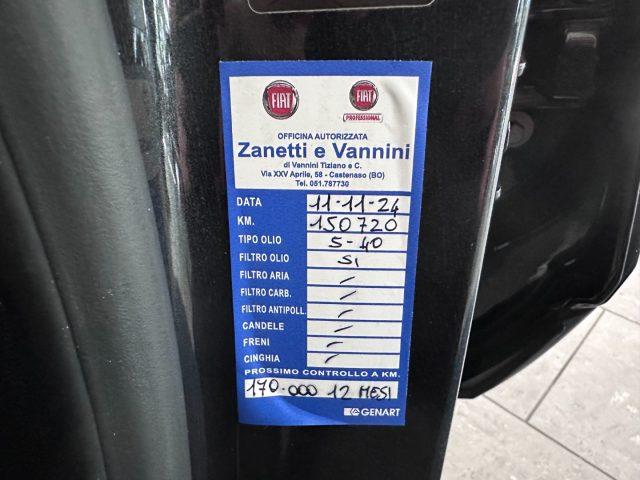 FIAT FIAT
PROFESSIONAL
OFFICINA AUTORIZZATA
Zanetti e Vannini
di Vannini Tiziano e C.
Via XXV Aprile, 58 - Castenaso (BO)
Tel. 051.787730
DATA 11-11-24
KM. 150720
TIPO OLIO 5-40
FILTRO OLIO SI
FILTRO ARIA /
FILTRO CARB. /
FILTRO ANTIPOLL. /
CANDELE /
FRENI /
CINGHIA /
PROSSIMO CONTROLLO A KM.
170.000 12 MESI
GENART